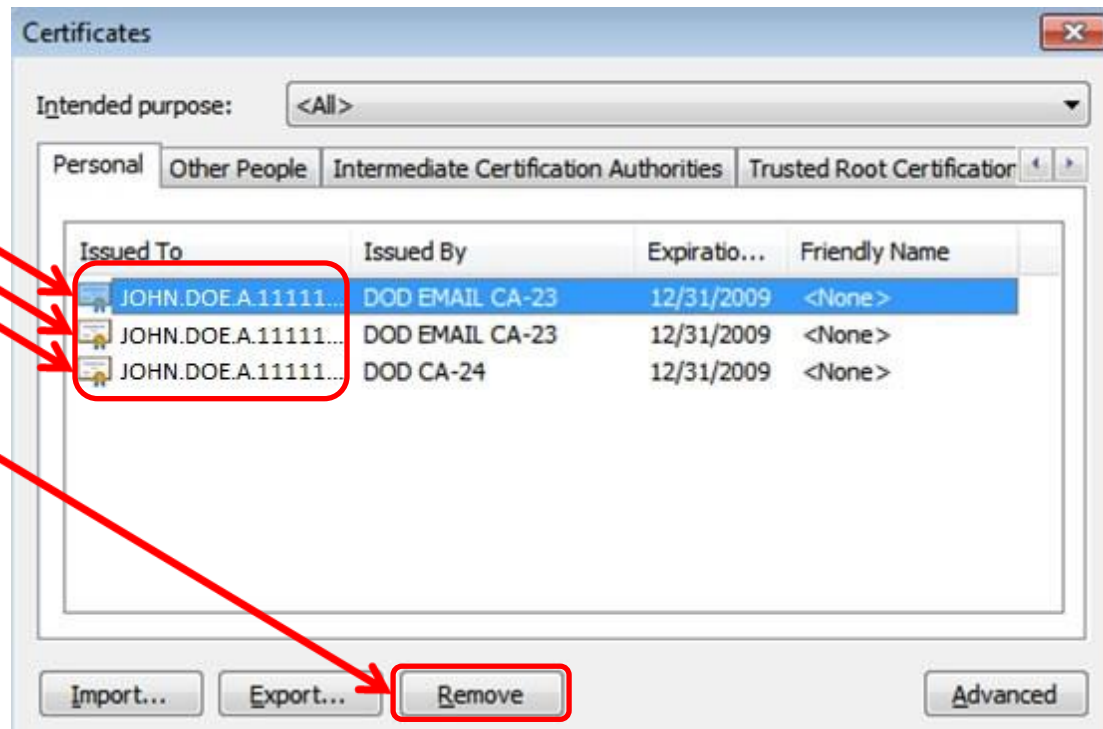 Certificates
Intended purpose: <All>
Personal Other People Intermediate Certification Authorities Trusted Root Certification
Issued To Issued By Expiratio... Friendly Name
JOHN.DOE.A.11111... DOD EMAIL CA-23 12/31/2009 <None>
JOHN.DOE.A.11111... DOD EMAIL CA-23 12/31/2009 <None>
JOHN.DOE.A.11111... DOD CA-24 12/31/2009 <None>
Import... Export... Remove Advanced